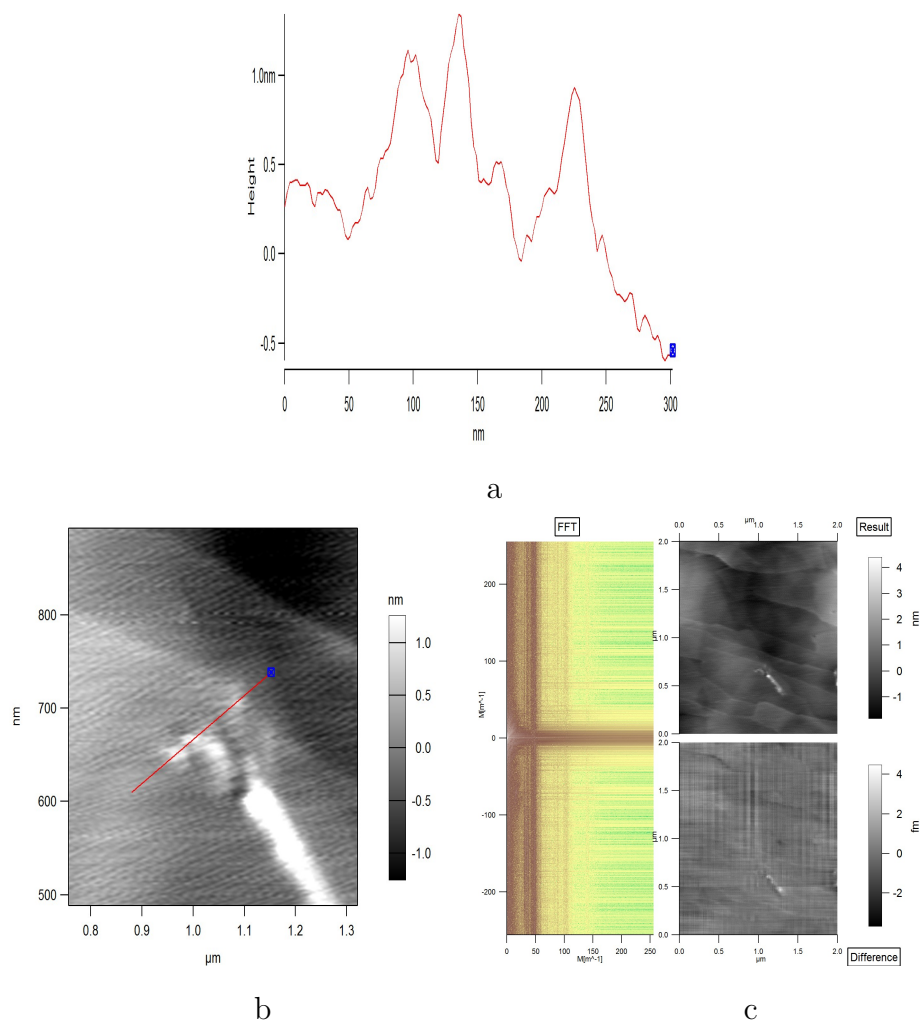 1.0nm
0.5
0.0
-0.5
Height
0 50 100 150 200 250 300
nm
a
800
700
600
500
nm
0.8 0.9 1.0 1.1 1.2 1.3
µm
nm
1.0
0.5
0.0
-0.5
-1.0
b
FFT
200
100
0
-100
-200
M[m^-1]
0 50 100 150 200 250
M[m^-1]
µm
0.0 0.5 1.0 1.5 2.0
Result
2.0
1.5
1.0
0.5
0.0
µm
4
3
2
1
0
-1
nm
2.0
1.5
1.0
0.5
0.0
µm
0.0 0.5 1.0 1.5 2.0
µm
4
2
0
-2
fm
Difference
c